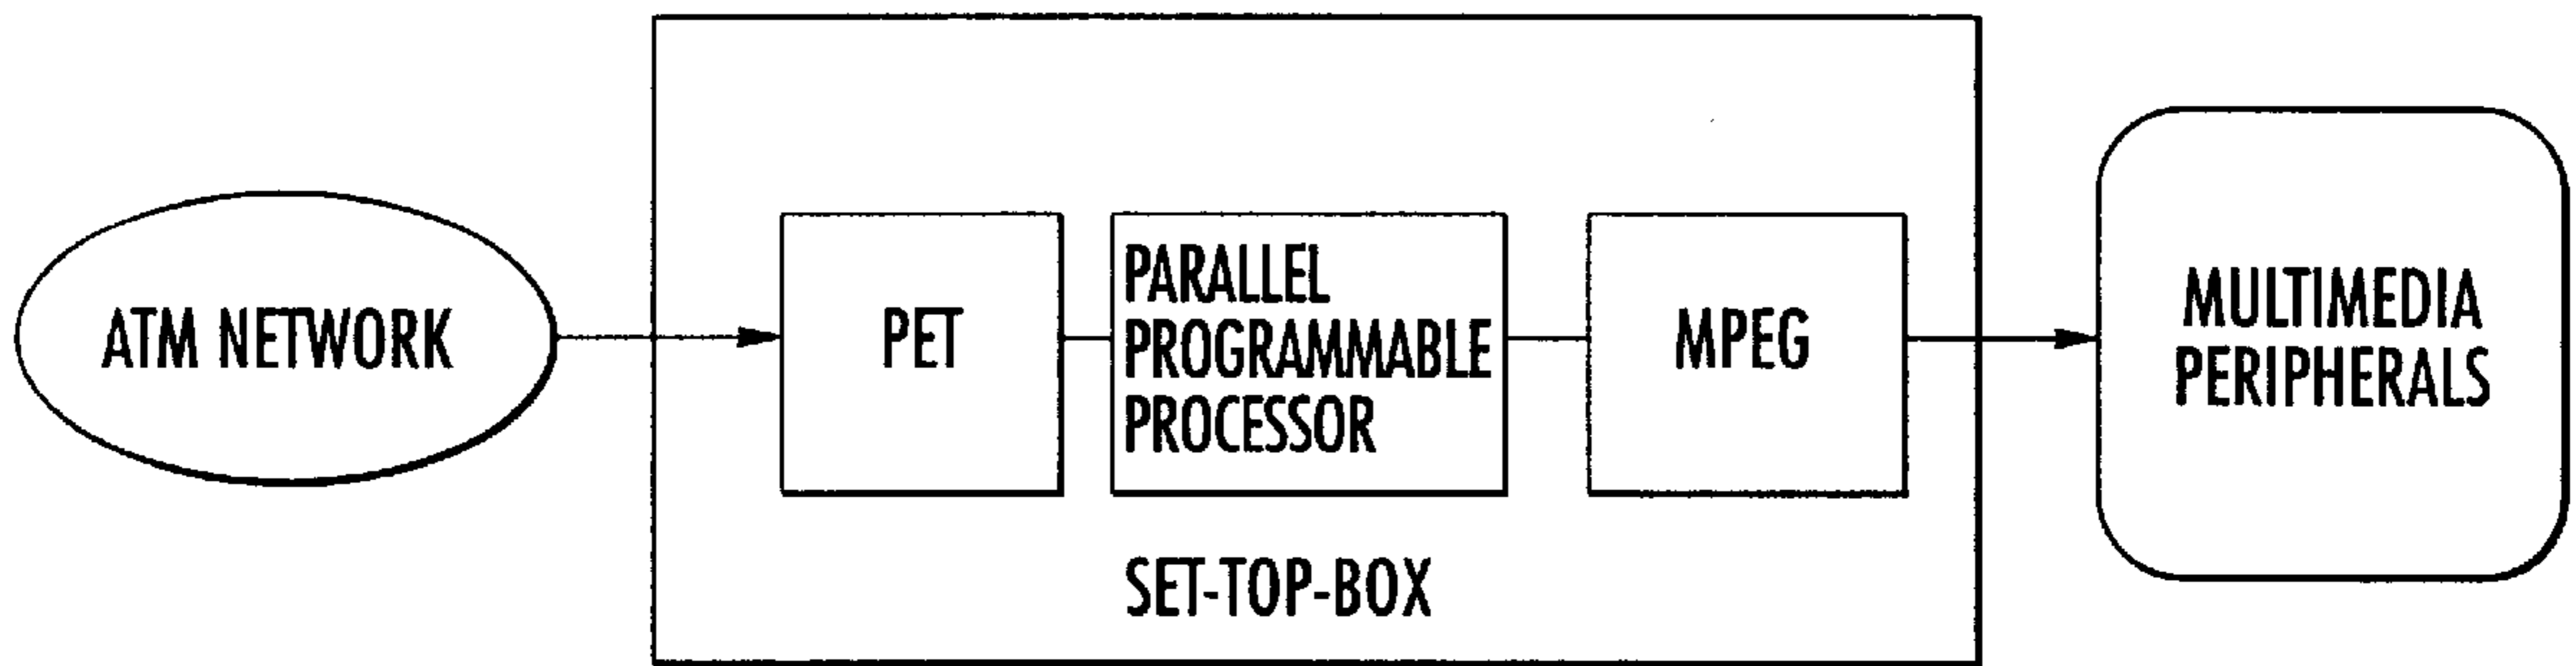 ATM NETWORK
PET
PARALLEL
PROGRAMMABLE
PROCESSOR
MPEG
SET-TOP-BOX
MULTIMEDIA
PERIPHERALS